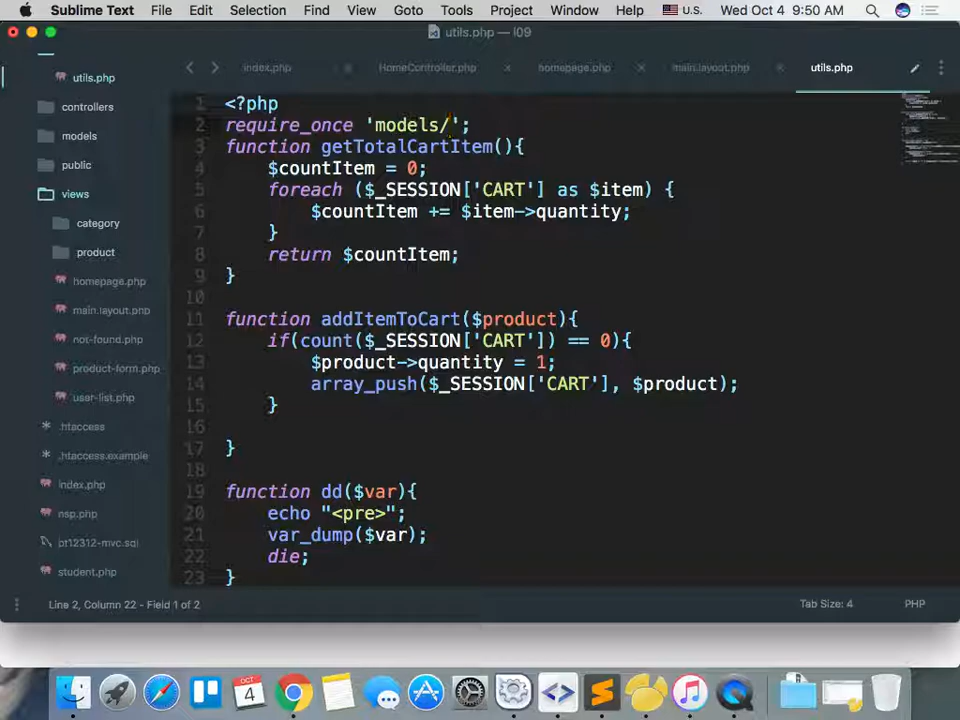 Sublime Text File Edit Selection Find View Goto Tools Project Window Help U.S. Wed Oct 4 9:50 AM
utils.php — l09
index.php HomeController.php homepage.php main.layout.php utils.php
utils.php
controllers
models
public
views
category
product
homepage.php
main.layout.php
not-found.php
product-form.php
user-list.php
.htaccess
.htaccess.example
index.php
nsp.php
pt12312-mvc.sql
student.php
1 <?php
2 require_once 'models/';
3 function getTotalCartItem(){
4 $countItem = 0;
5 foreach ($_SESSION['CART'] as $item) {
6 $countItem += $item->quantity;
7 }
8 return $countItem;
9 }
10
11 function addItemToCart($product){
12 if(count($_SESSION['CART']) == 0){
13 $product->quantity = 1;
14 array_push($_SESSION['CART'], $product);
15 }
16
17 }
18
19 function dd($var){
20 echo "<pre>";
21 var_dump($var);
22 die;
23 }
Line 2, Column 22 - Field 1 of 2 Tab Size: 4 PHP
OCT
4